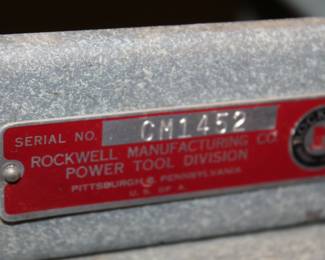 SERIAL NO. CM1452
ROCKWELL MANUFACTURING CO.
POWER TOOL DIVISION
PITTSBURGH PENNSYLVANIA
U. S. OF A.